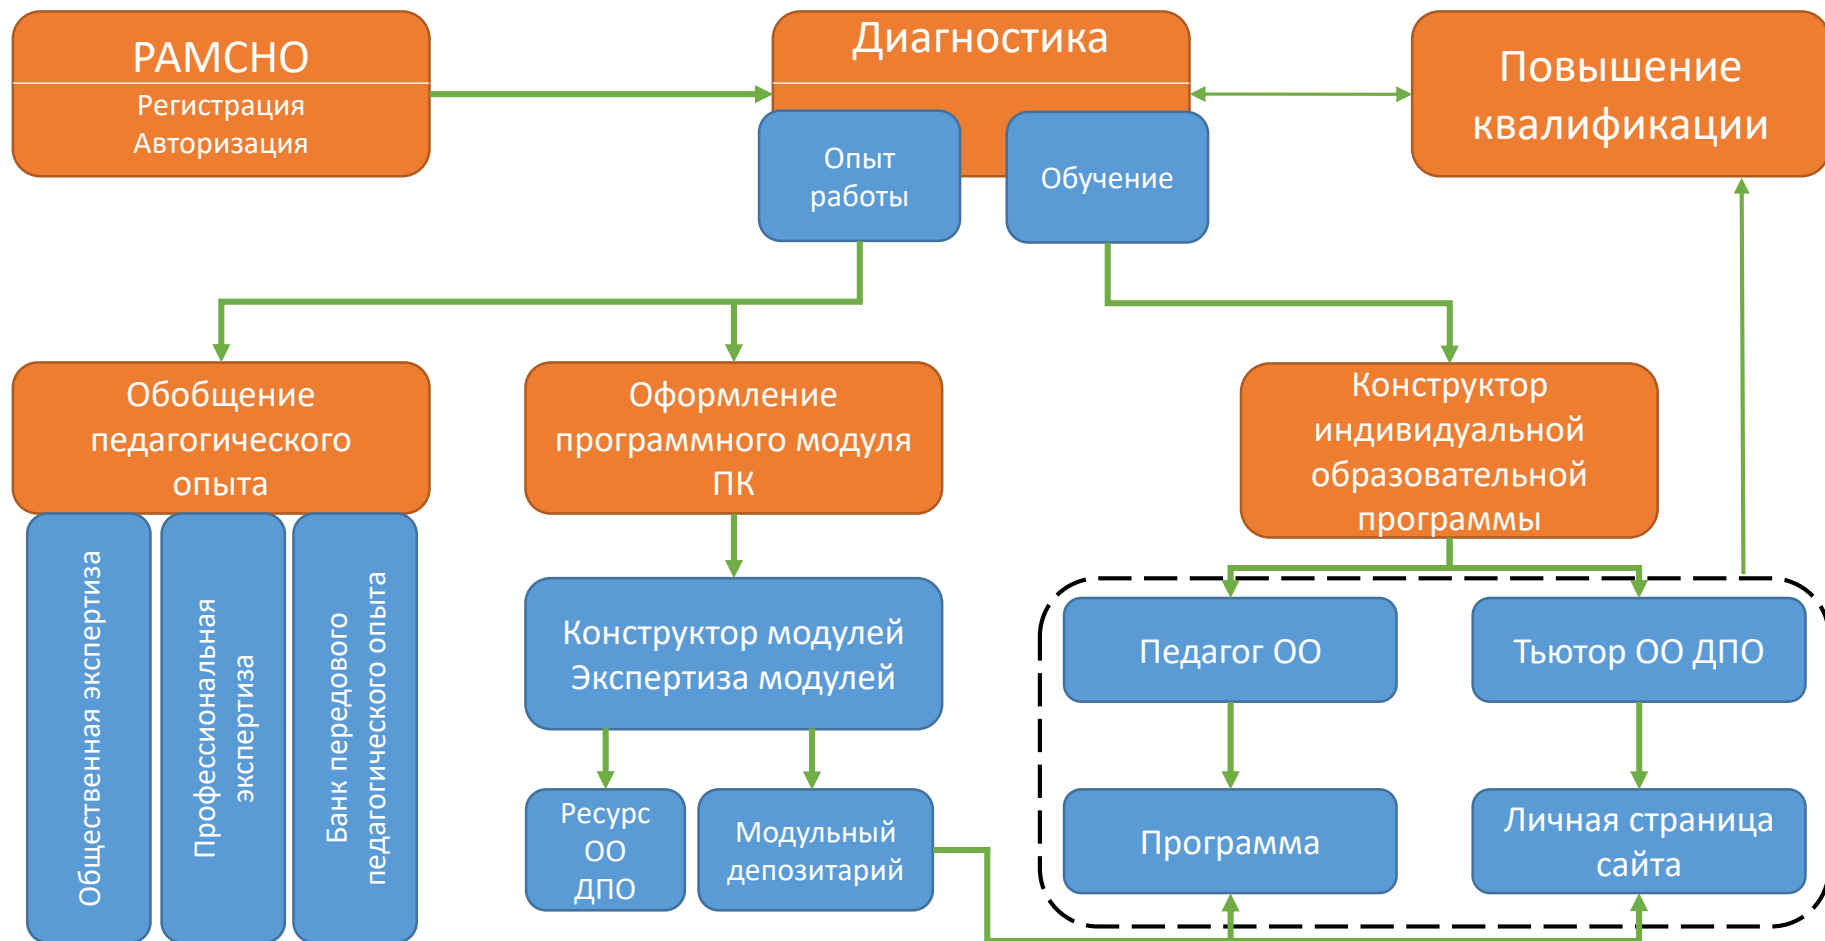 РАМСНО
Регистрация
Авторизация
Диагностика
Повышение
квалификации
Опыт
работы
Обучение
Обобщение
педагогического
опыта
Оформление
программного модуля
ПК
Конструктор
индивидуальной
образовательной
программы
Общественная экспертиза
Профессиональная
экспертиза
Банк передового
педагогического опыта
Конструктор модулей
Экспертиза модулей
Педагог ОО
Тьютор ОО ДПО
Ресурс
ОО
ДПО
Модульный
депозитарий
Программа
Личная страница
сайта